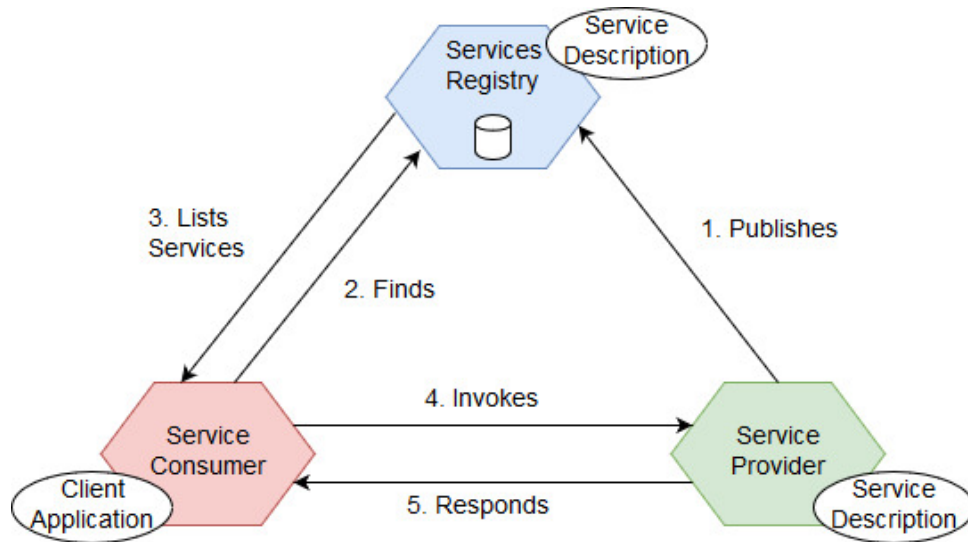 Services
Registry
Service
Description
3. Lists
Services
2. Finds
1. Publishes
4. Invokes
Service
Consumer
Client
Application
5. Responds
Service
Provider
Service
Description